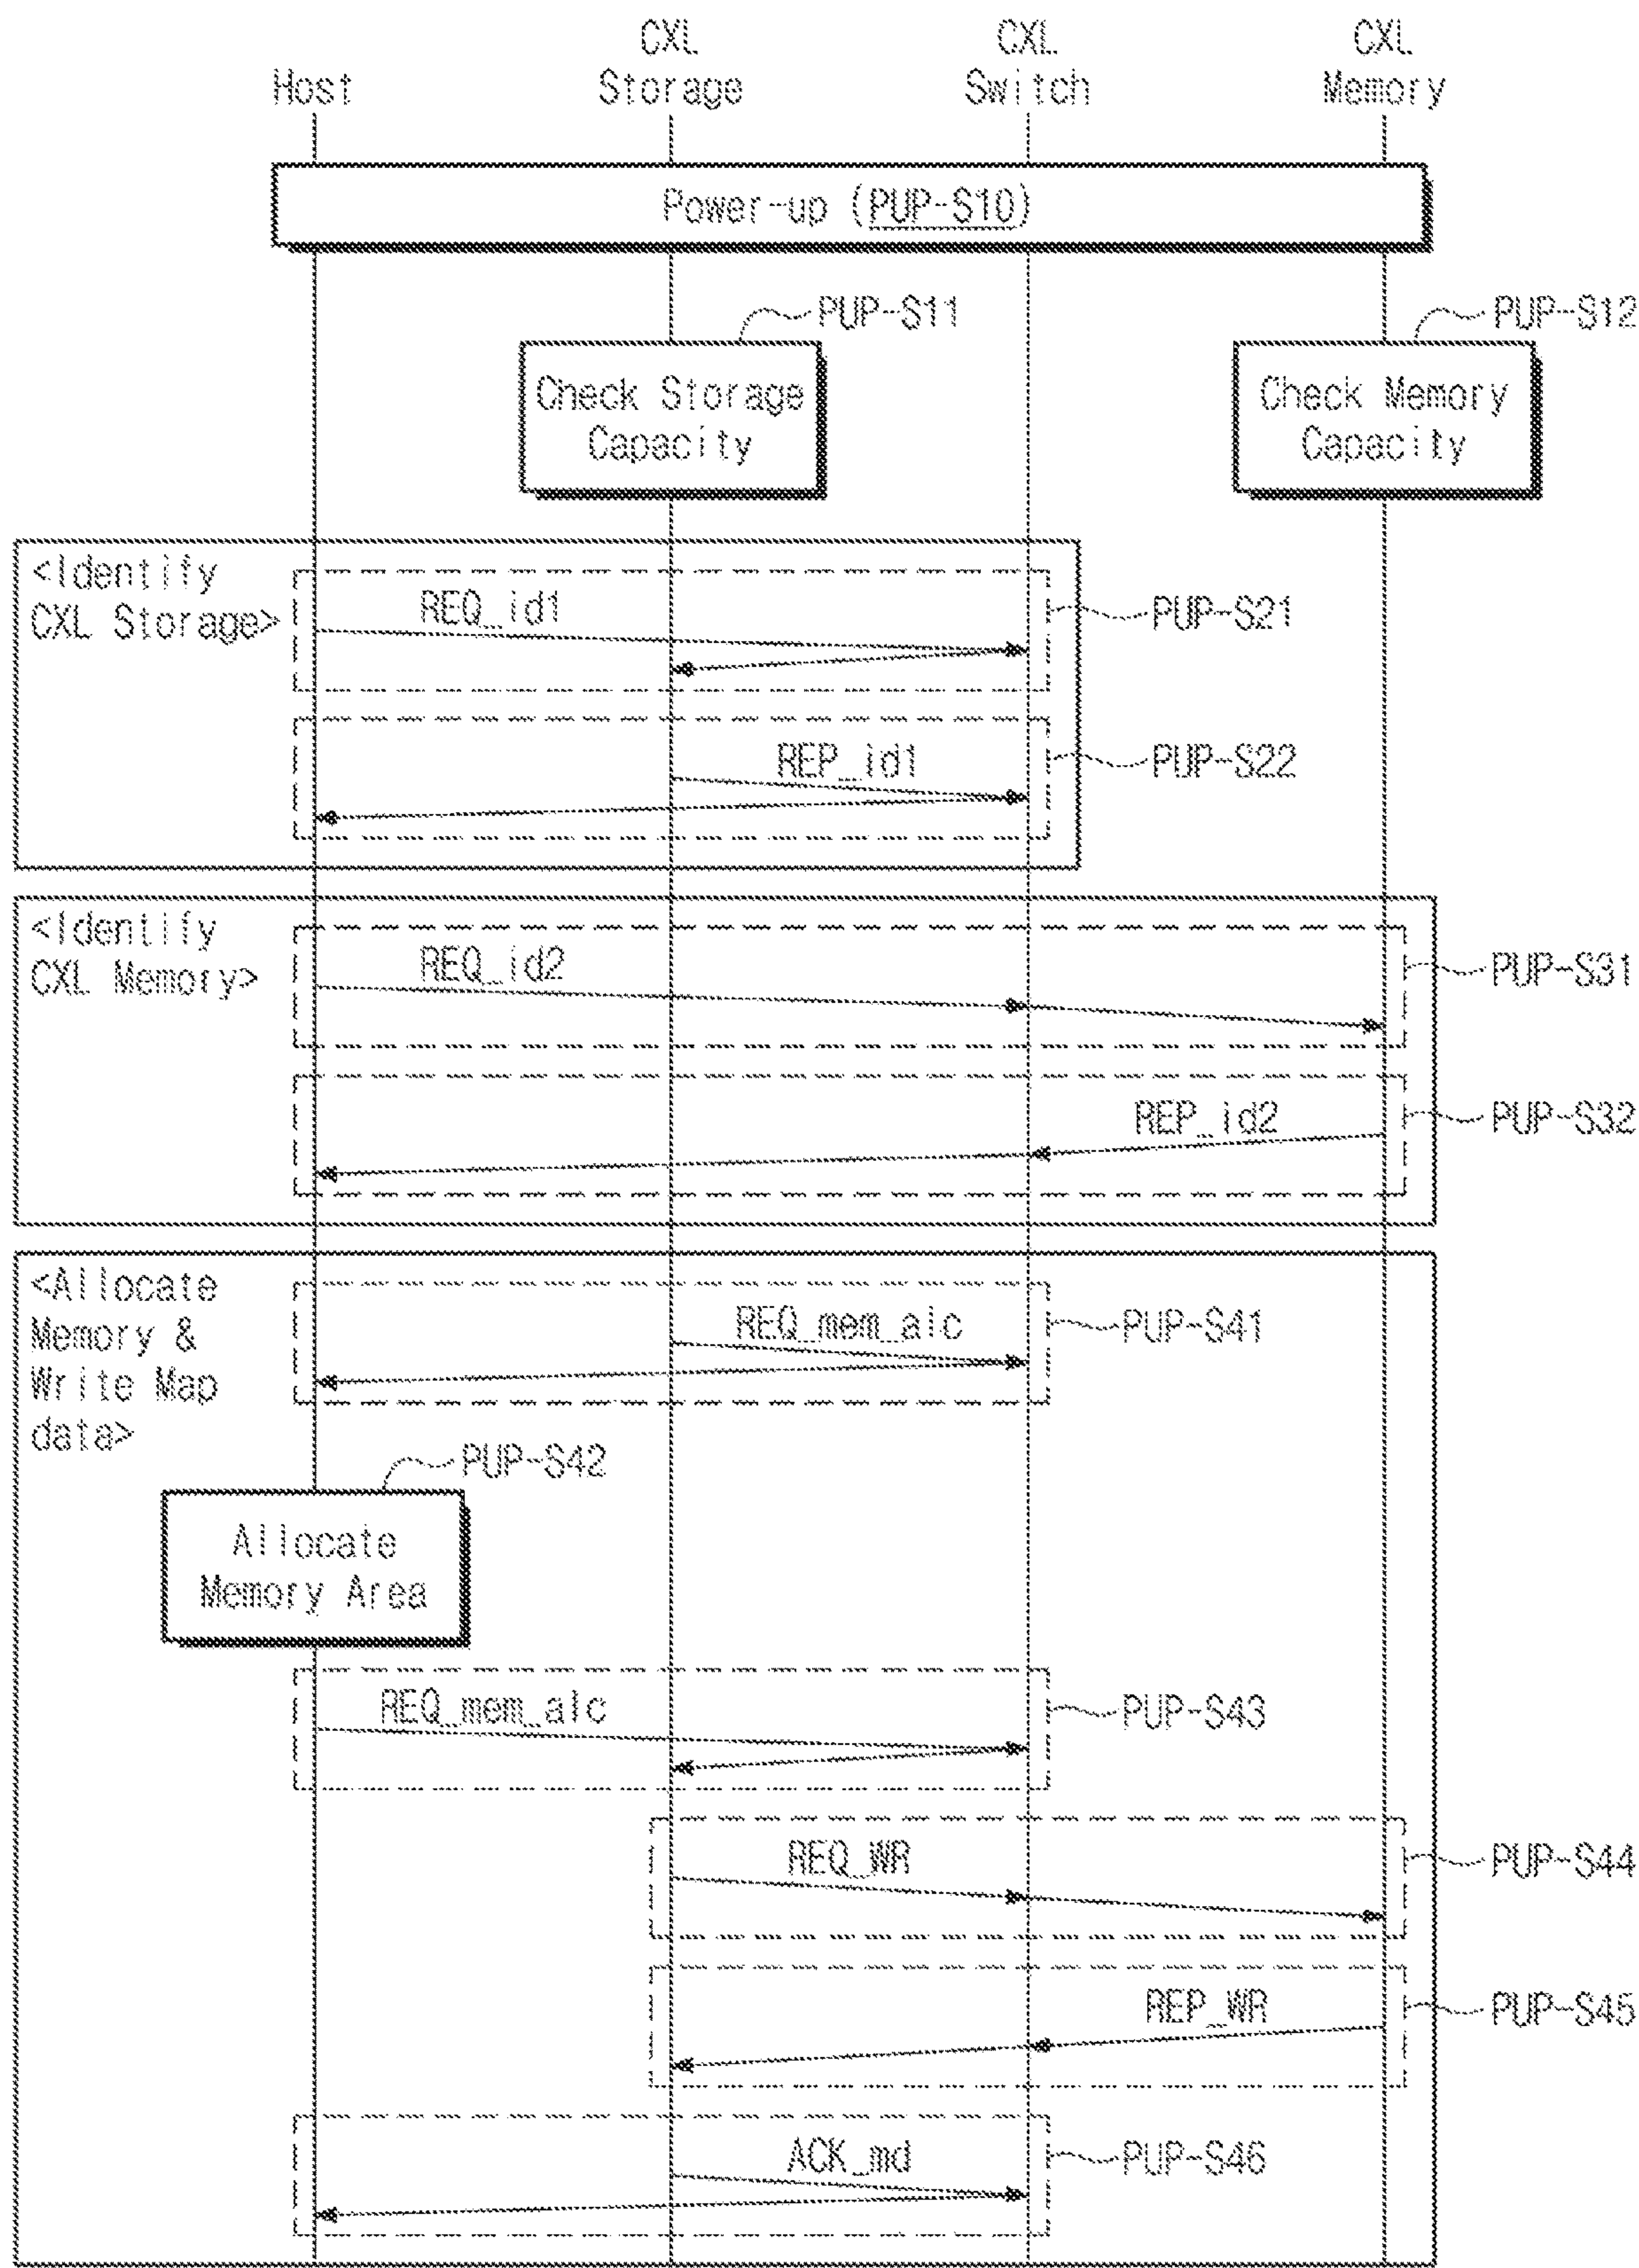 Host
CXL
Storage
CXL
Switch
CXL
Memory
Power-up (PUP-S10)
PUP-S11
PUP-S12
Check Storage
Capacity
Check Memory
Capacity
<Identify
CXL Storage>
REQ_id1
PUP-S21
REP_id1
PUP-S22
<Identify
CXL Memory>
REQ_id2
PUP-S31
REP_id2
PUP-S32
<Allocate
Memory &
Write Map
data>
REQ_mem_alc
PUP-S41
PUP-S42
Allocate
Memory Area
REQ_mem_alc
PUP-S43
REQ_WR
PUP-S44
REP_WR
PUP-S45
ACK_md
PUP-S46